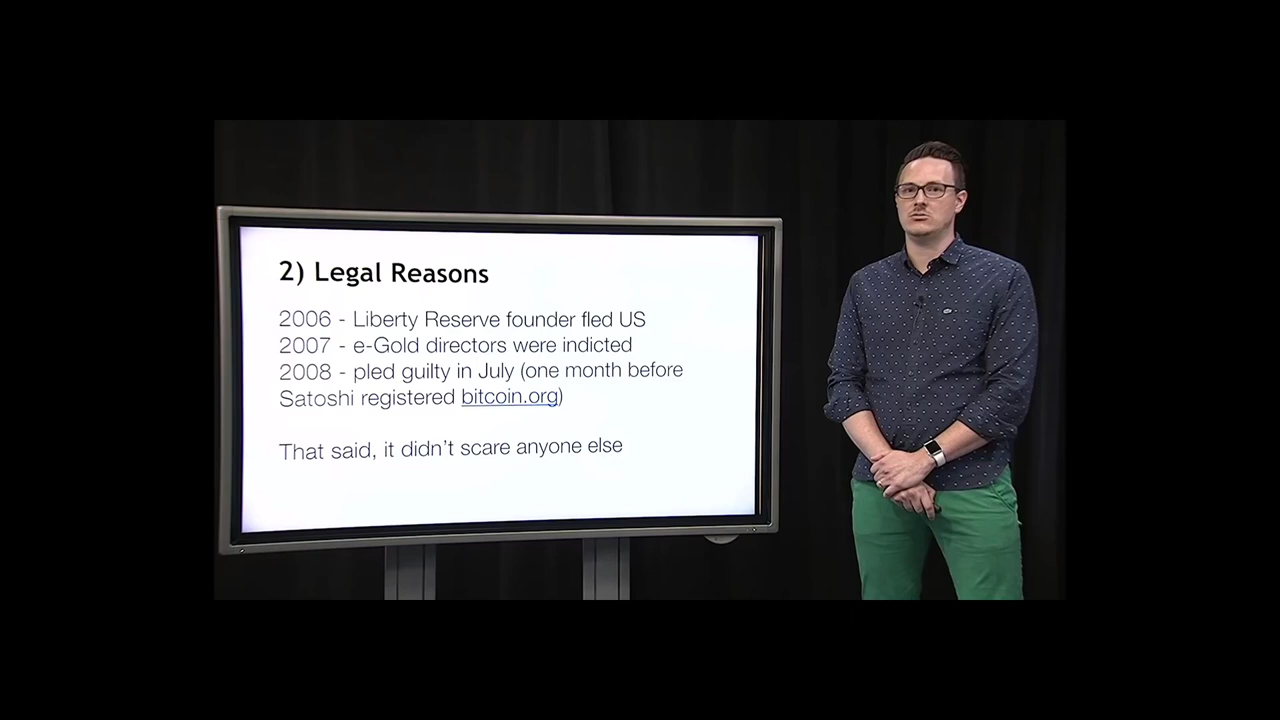 2) Legal Reasons
2006 - Liberty Reserve founder fled US
2007 - e-Gold directors were indicted
2008 - pled guilty in July (one month before
Satoshi registered bitcoin.org)
That said, it didn't scare anyone else